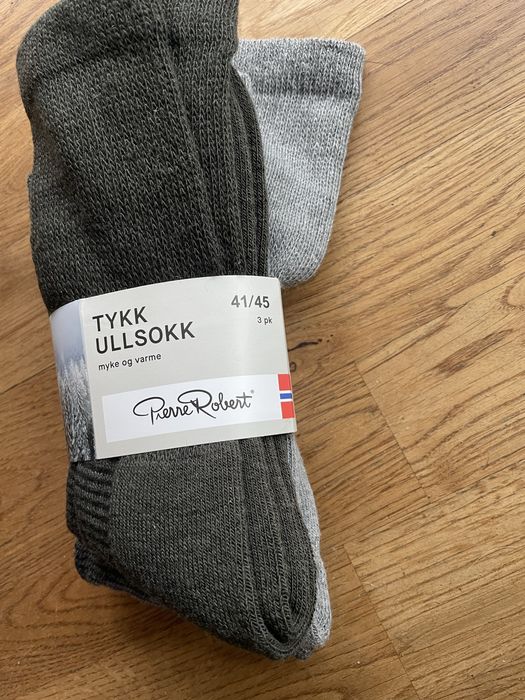 TYKK
ULLSOKK
myke og varme
41/45
3 pk
Pierre Robert®